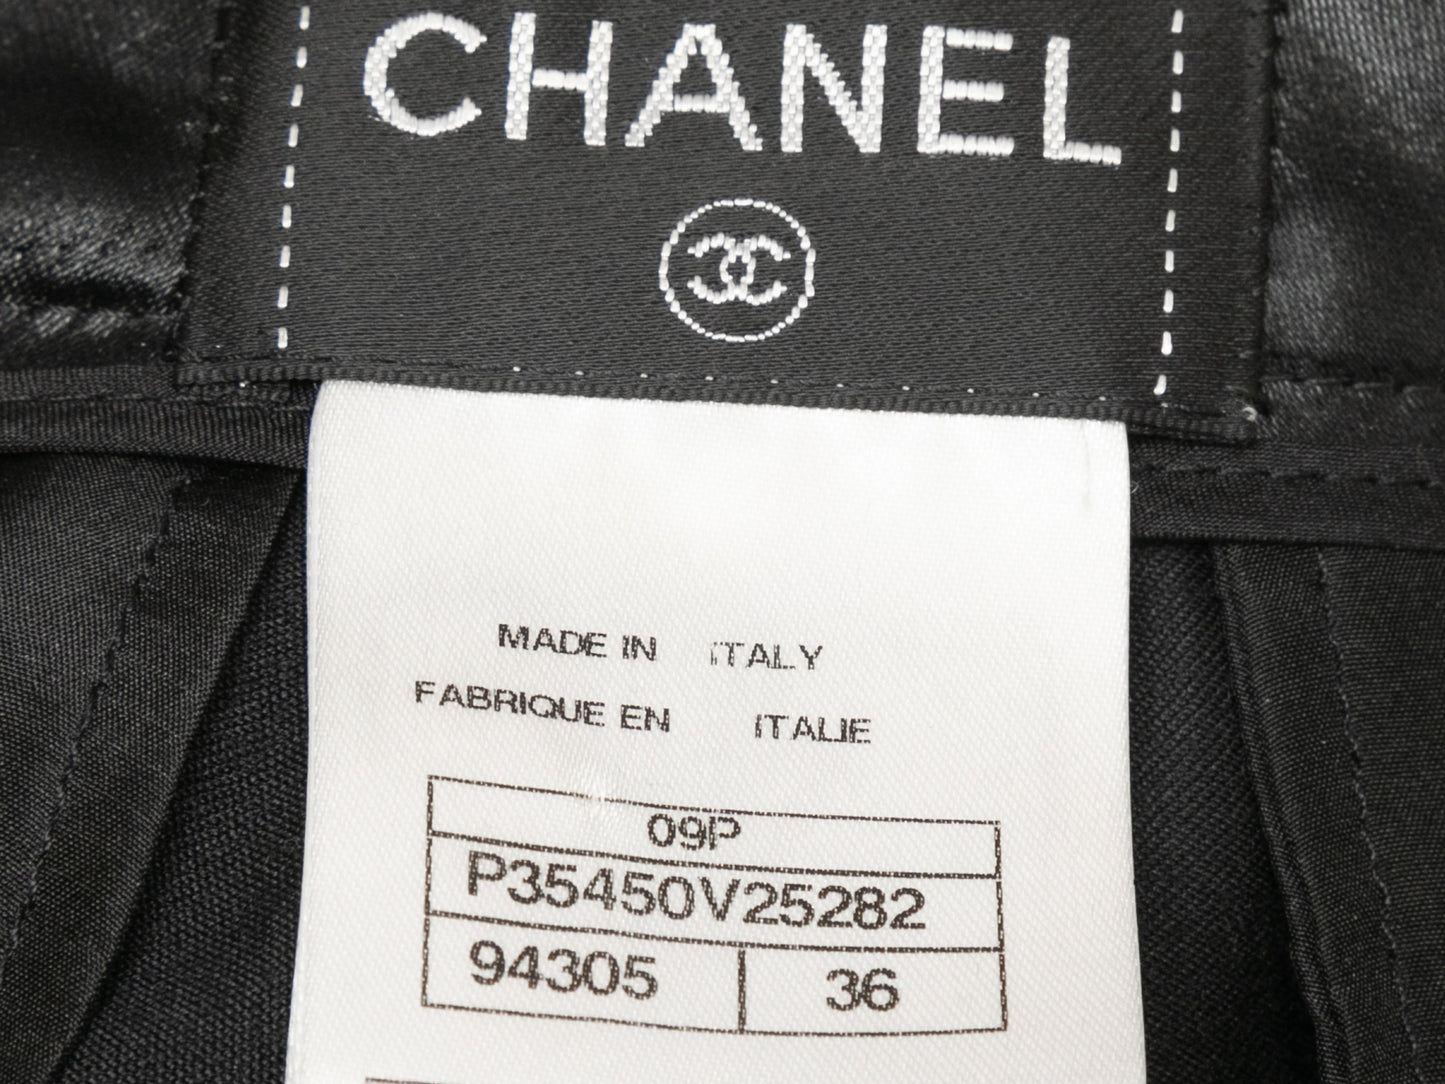 CHANEL
MADE IN ITALY
FABRIQUE EN ITALIE
09P
P35450V25282
94305 36